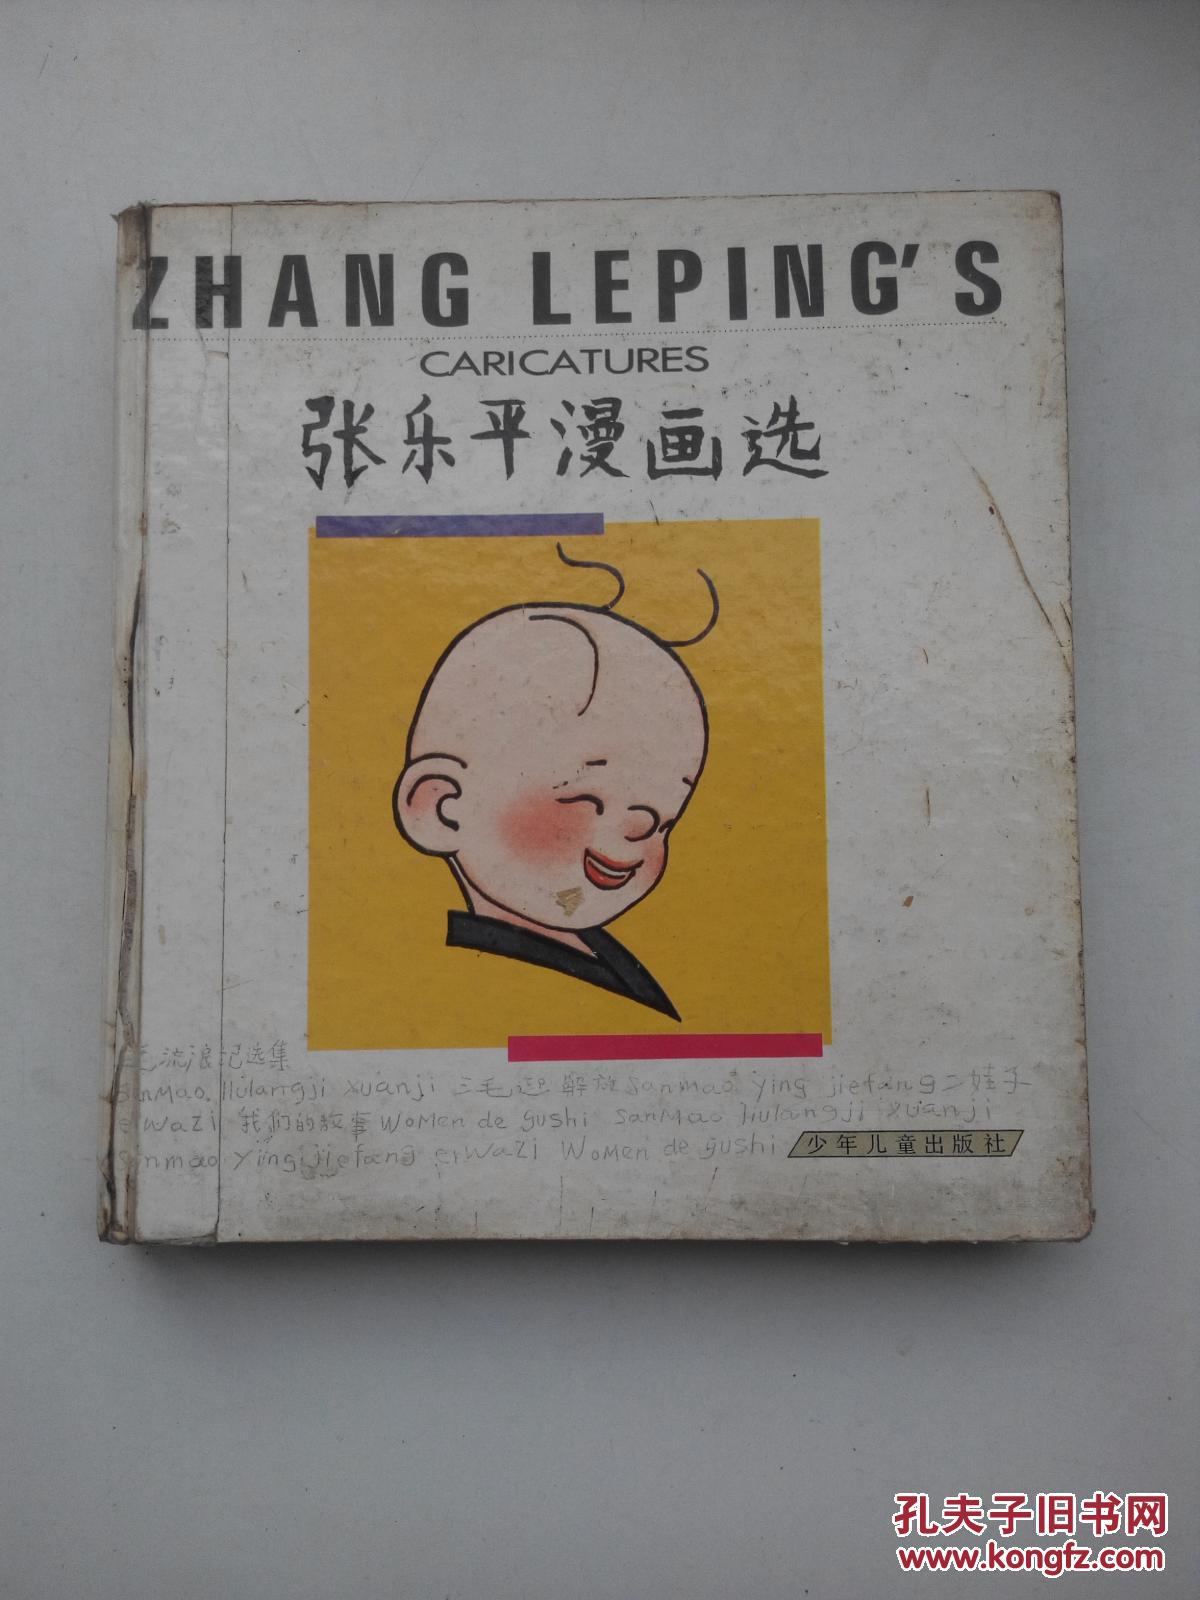 ZHANG LEPING'S
CARICATURES
张乐平漫画选
毛流浪记选集
sanmao liulangji xuanji 三毛迎解放 sanmao ying jiefang 二娃子
erwazi 我们的故事 women de gushi sanmao liulangji xuanji
sanmao yingjiefang erwazi women de gushi
少年儿童出版社
孔夫子旧书网
www.kongfz.com